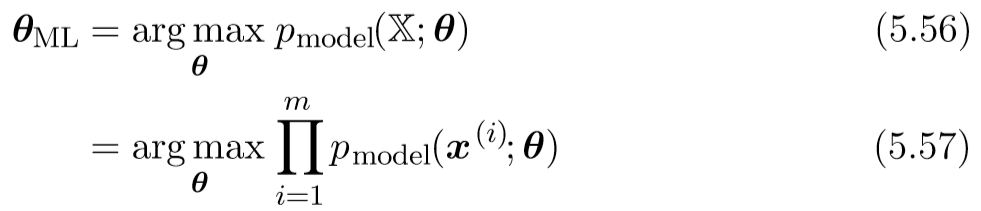 θ_ML = arg max_θ p_model(𝕏; θ) (5.56)
= arg max_θ ∏_{i=1}^{m} p_model(x^{(i)}; θ) (5.57)